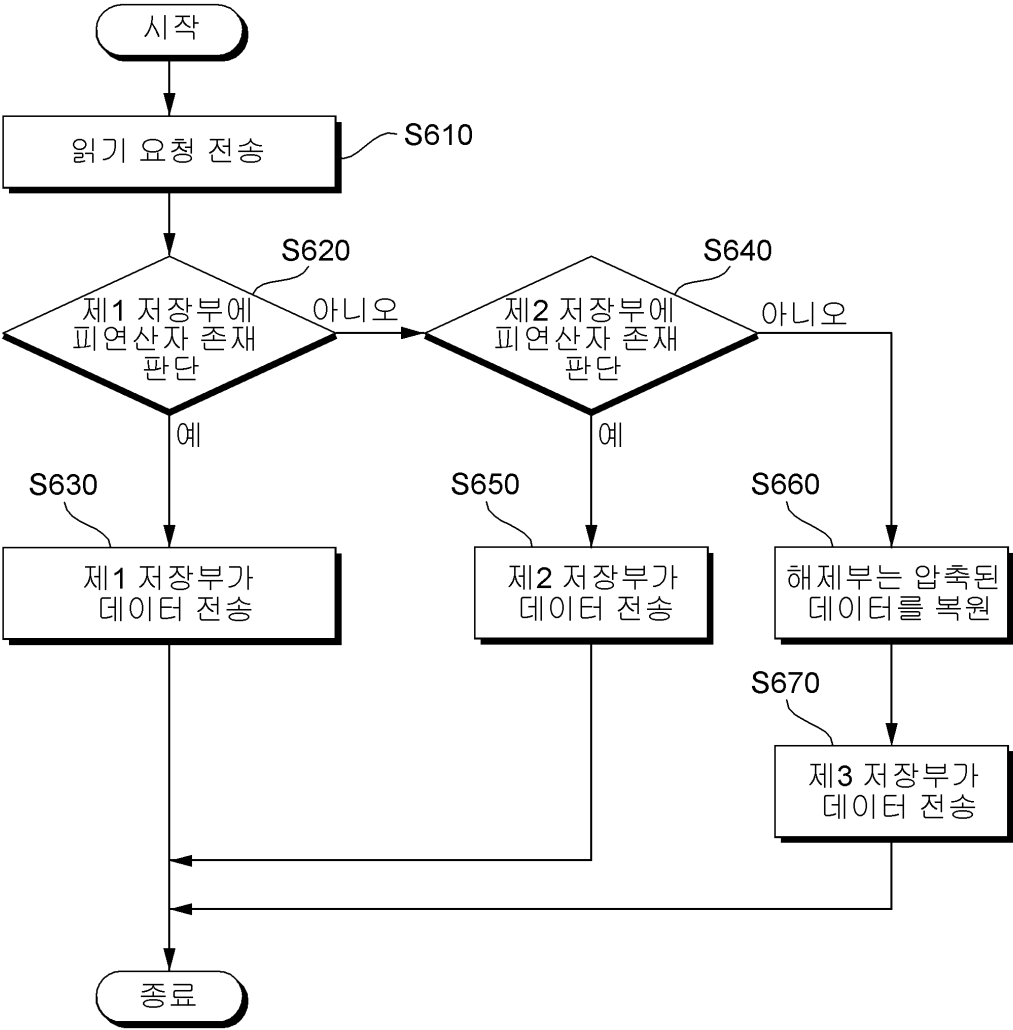 시작
읽기 요청 전송
S610
S620
제1 저장부에
피연산자 존재
판단
아니오
예
S640
제2 저장부에
피연산자 존재
판단
아니오
예
S630
제1 저장부가
데이터 전송
S650
제2 저장부가
데이터 전송
S660
해제부는 압축된
데이터를 복원
S670
제3 저장부가
데이터 전송
종료